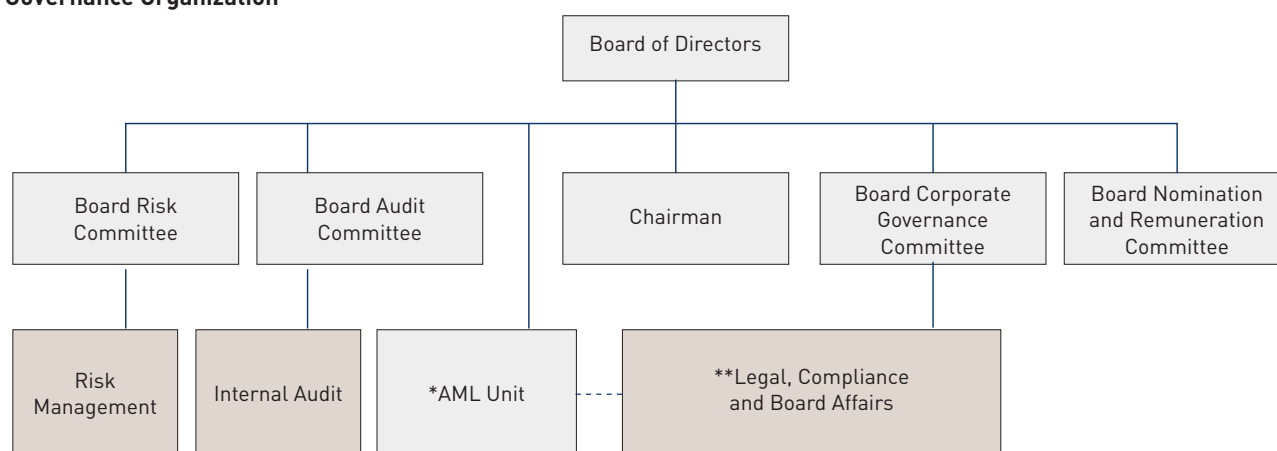 Governance Organization
Board of Directors
Board Risk
Committee
Board Audit
Committee
Chairman
Board Corporate
Governance
Committee
Board Nomination
and Remuneration
Committee
Risk
Management
Internal Audit
*AML Unit
**Legal, Compliance
and Board Affairs